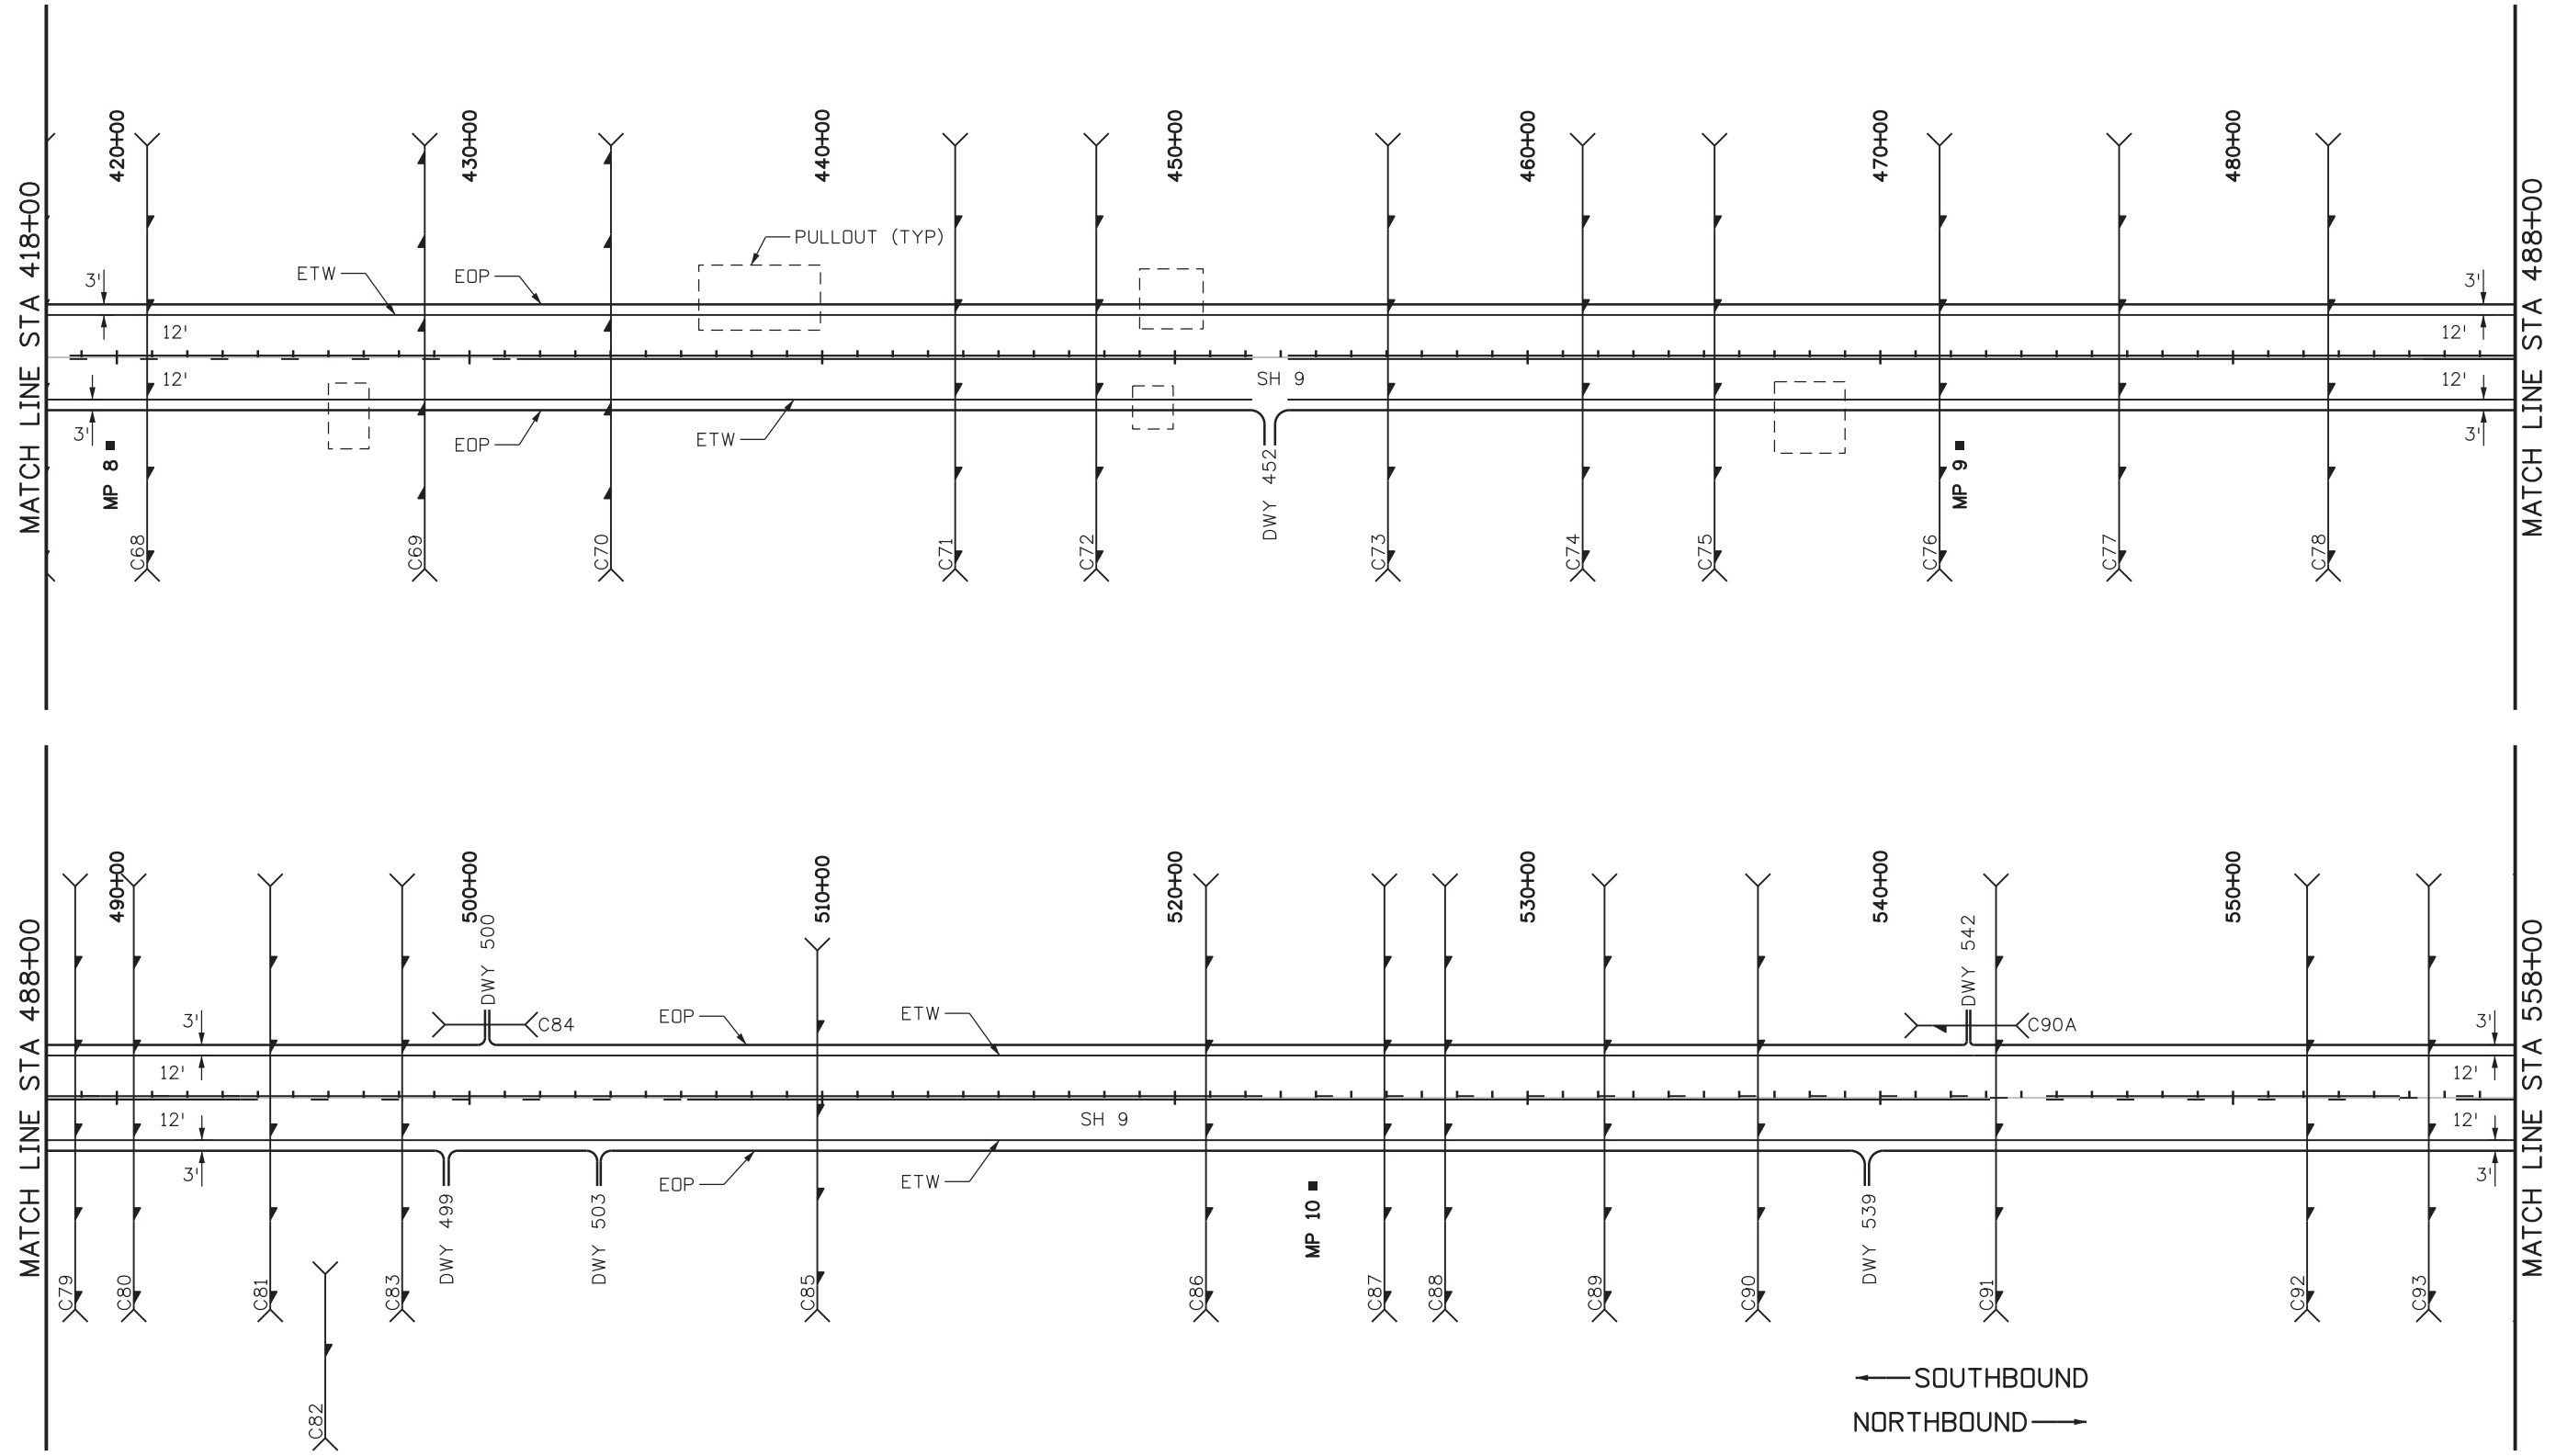 MATCH LINE STA 418+00
420+00
430+00
440+00
450+00
460+00
470+00
480+00
MATCH LINE STA 488+00
PULLOUT (TYP)
ETW
EOP
3'
3'
12'
12'
12'
12'
SH 9
3'
3'
EOP
ETW
MP 8
DWY 452
MP 9
C68
C69
C70
C71
C72
C73
C74
C75
C76
C77
C78
MATCH LINE STA 488+00
490+00
500+00
510+00
520+00
530+00
540+00
550+00
MATCH LINE STA 558+00
DWY 500
DWY 542
3'
C84
EOP
ETW
C90A
3'
12'
12'
12'
SH 9
12'
3'
EOP
ETW
3'
DWY 499
DWY 503
MP 10
DWY 539
C79
C80
C81
C83
C85
C86
C87
C88
C89
C90
C91
C92
C93
C82
SOUTHBOUND
NORTHBOUND